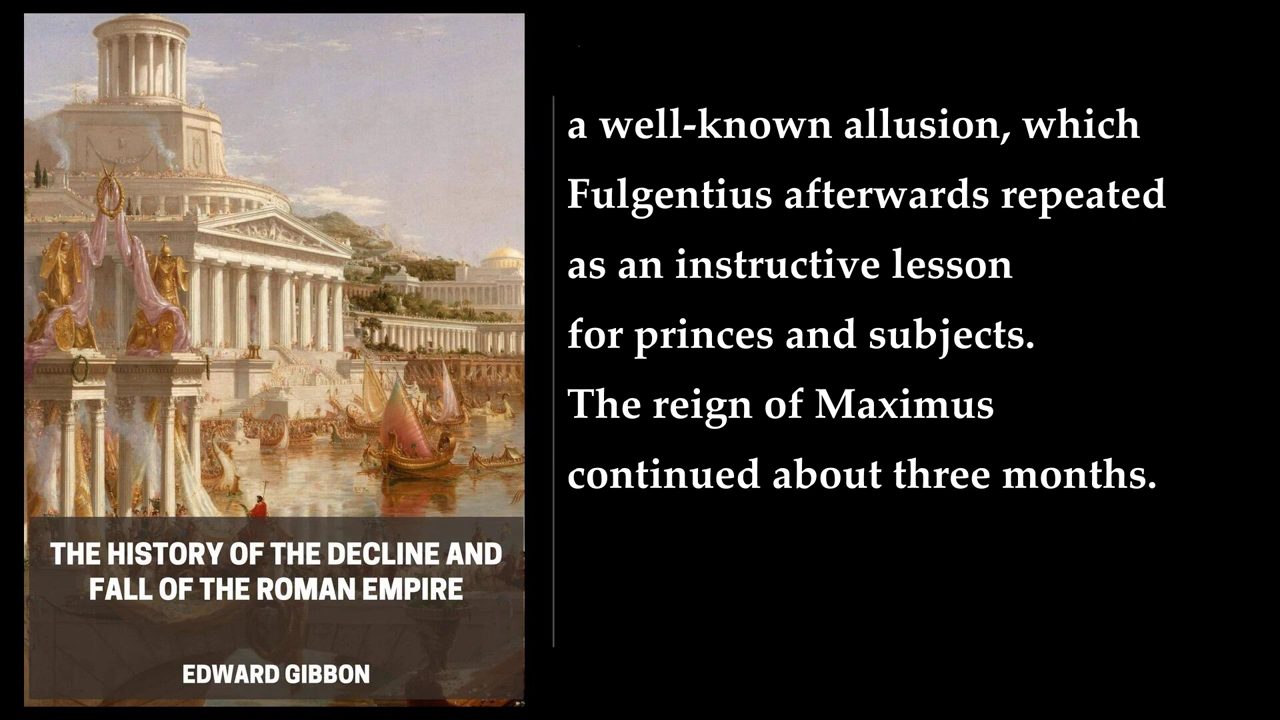 THE HISTORY OF THE DECLINE AND
FALL OF THE ROMAN EMPIRE
EDWARD GIBBON
a well-known allusion, which
Fulgentius afterwards repeated
as an instructive lesson
for princes and subjects.
The reign of Maximus
continued about three months.